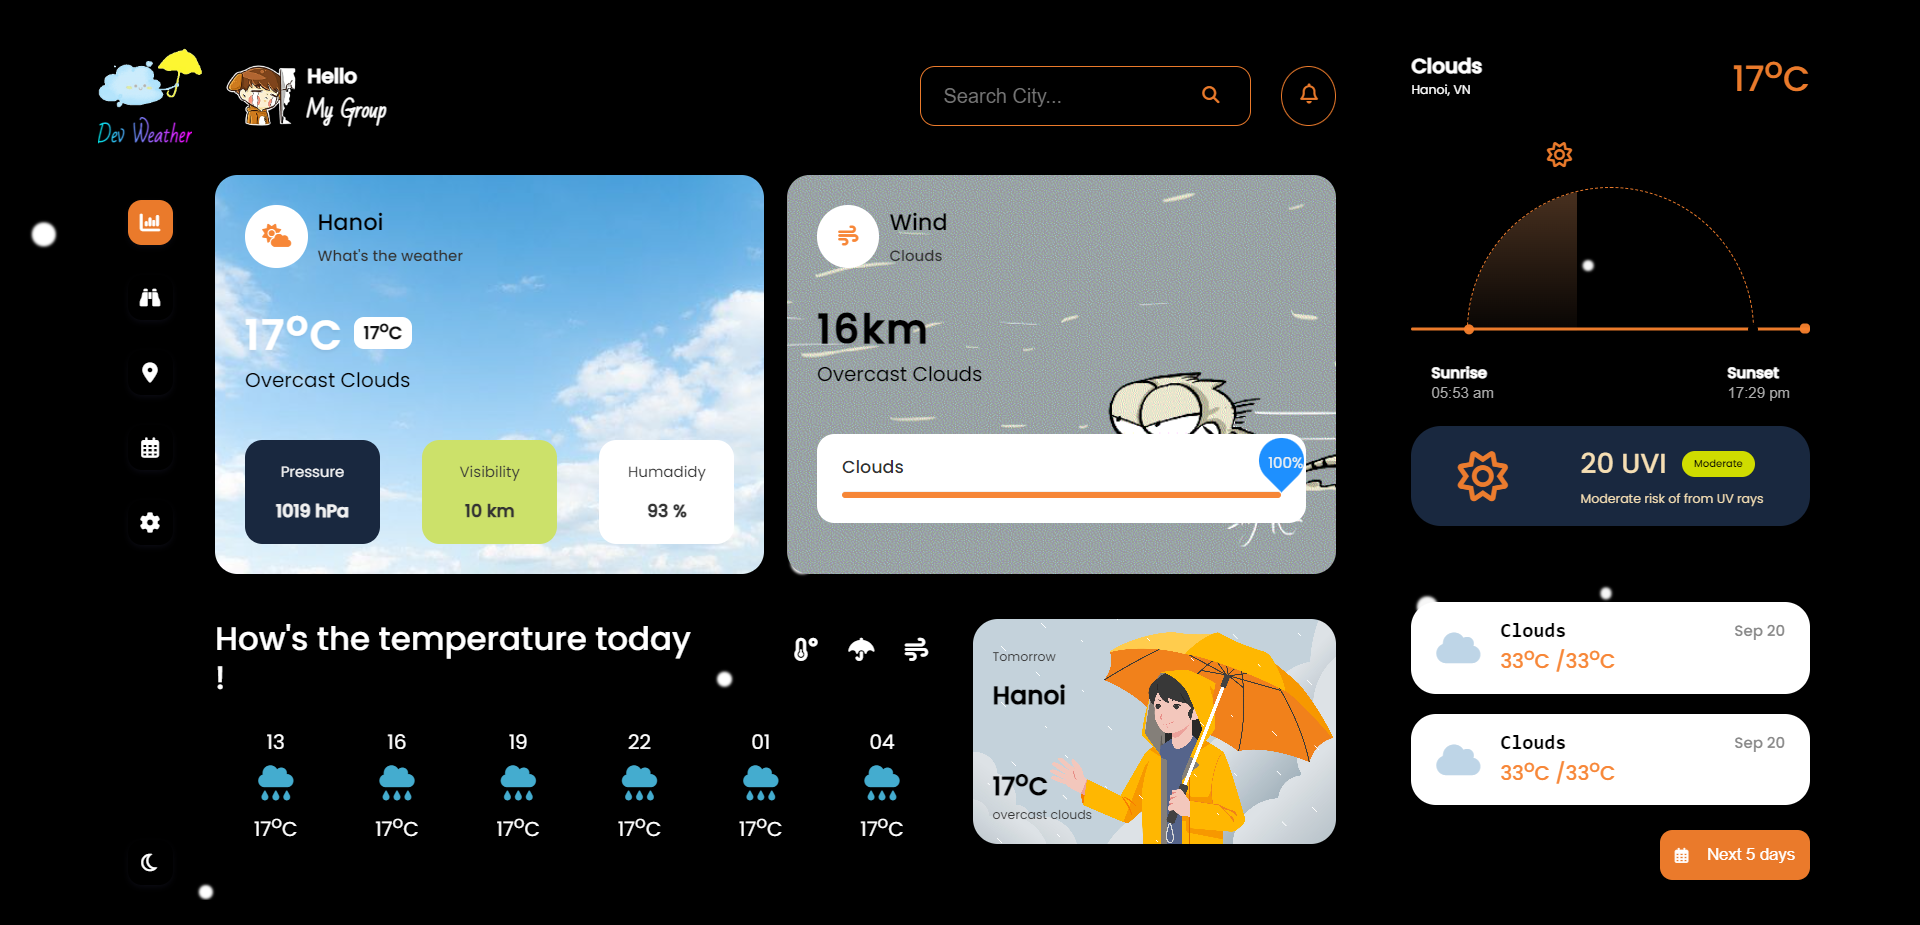 Dev Weather
Hello
My Group
Search City...
Clouds
Hanoi, VN
17°C
Hanoi
What's the weather
17°C 17°C
Overcast Clouds
Pressure
1019 hPa
Visibility
10 km
Humadidy
93 %
Wind
Clouds
16km
Overcast Clouds
Clouds
100%
Sunrise
05:53 am
Sunset
17:29 pm
20 UVI Moderate
Moderate risk of from UV rays
How's the temperature today
!
13 16 19 22 01 04
17°C 17°C 17°C 17°C 17°C 17°C
Tomorrow
Hanoi
17°C
overcast clouds
Clouds Sep 20
33°C /33°C
Clouds Sep 20
33°C /33°C
Next 5 days